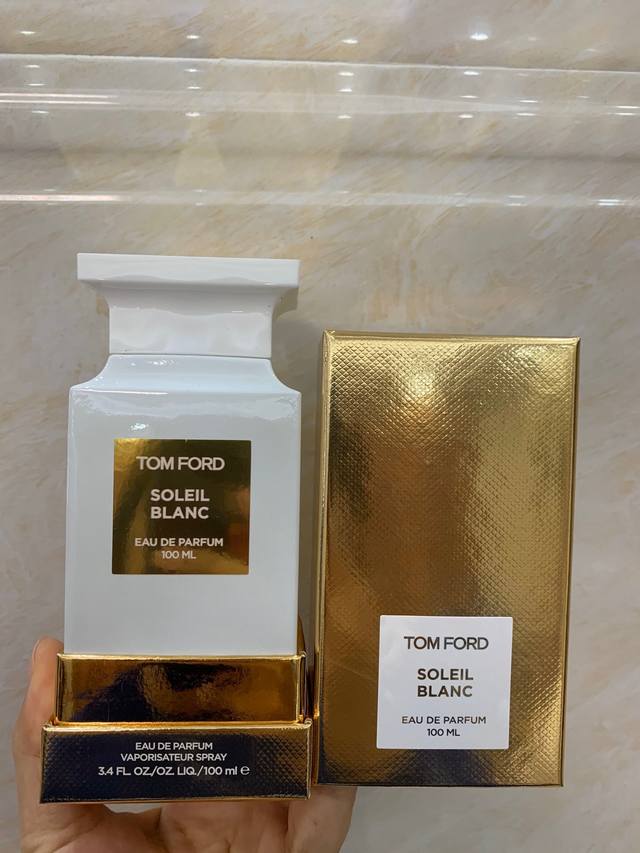 TOM FORD
SOLEIL
BLANC
EAU DE PARFUM
100 ML
EAU DE PARFUM
VAPORISATEUR SPRAY
3.4 FL. OZ./OZ. LIQ./100 ml ℮
TOM FORD
SOLEIL
BLANC
EAU DE PARFUM
100 ML